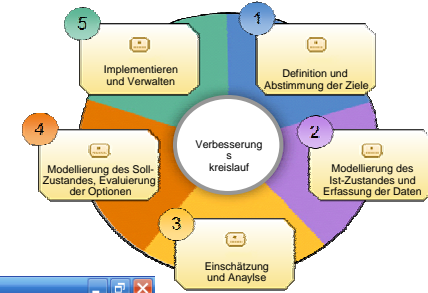 5
Implementieren
und Verwalten
1
Definition und
Abstimmung der Ziele
Verbesserung
s
kreislauf
4
Modellierung des Soll-
Zustandes, Evaluierung
der Optionen
2
Modellierung des
Ist-Zustandes und
Erfassung der Daten
3
Einschätzung
und Anaylse